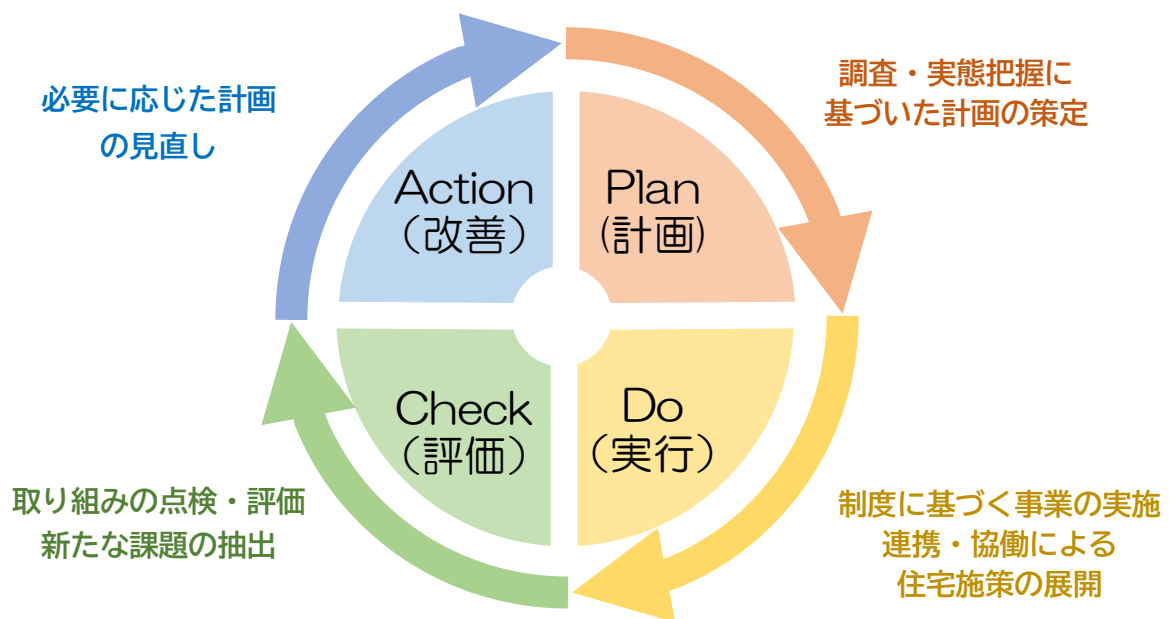 必要に応じた計画
の見直し
調査・実態把握に
基づいた計画の策定
Action
（改善）
Plan
(計画)
Check
（評価）
Do
（実行）
取り組みの点検・評価
新たな課題の抽出
制度に基づく事業の実施
連携・協働による
住宅施策の展開